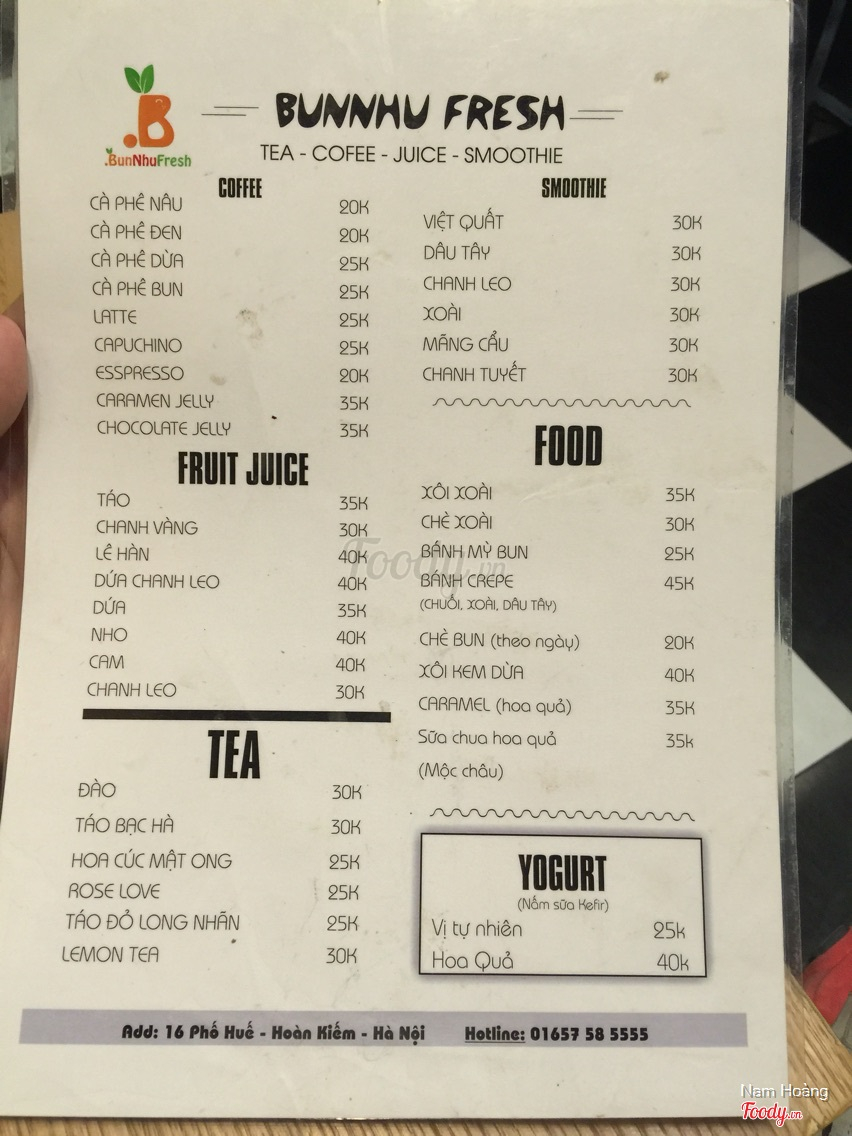 .B
.BunNhuFresh
BUNNHU FRESH
TEA - COFEE - JUICE - SMOOTHIE
COFFEE
CÀ PHÊ NÂU 20K
CÀ PHÊ ĐEN 20K
CÀ PHÊ DỪA 25K
CÀ PHÊ BUN 25K
LATTE 25K
CAPUCHINO 25K
ESSPRESSO 20K
CARAMEN JELLY 35K
CHOCOLATE JELLY 35K
FRUIT JUICE
TÁO 35K
CHANH VÀNG 30K
LÊ HÀN 40K
DỨA CHANH LEO 40K
DỨA 35K
NHO 40K
CAM 40K
CHANH LEO 30K
TEA
ĐÀO 30K
TÁO BẠC HÀ 30K
HOA CÚC MẬT ONG 25K
ROSE LOVE 25K
TÁO ĐỎ LONG NHÃN 25K
LEMON TEA 30K
SMOOTHIE
VIỆT QUẤT 30K
DÂU TÂY 30K
CHANH LEO 30K
XOÀI 30K
MÃNG CẨU 30K
CHANH TUYẾT 30K
FOOD
XÔI XOÀI 35K
CHÈ XOÀI 30K
BÁNH MỲ BUN 25K
BÁNH CREPE 45K
(CHUỐI, XOÀI, DÂU TÂY)
CHÈ BUN (theo ngày) 20K
XÔI KEM DỪA 40K
CARAMEL (hoa quả) 35K
Sữa chua hoa quả 35k
(Mộc châu)
YOGURT
(Nấm sữa Kefir)
Vị tự nhiên 25k
Hoa Quả 40k
Add: 16 Phố Huế - Hoàn Kiếm - Hà Nội Hotline: 01657 58 5555
Foody.vn
Nam Hoàng
Foody.vn